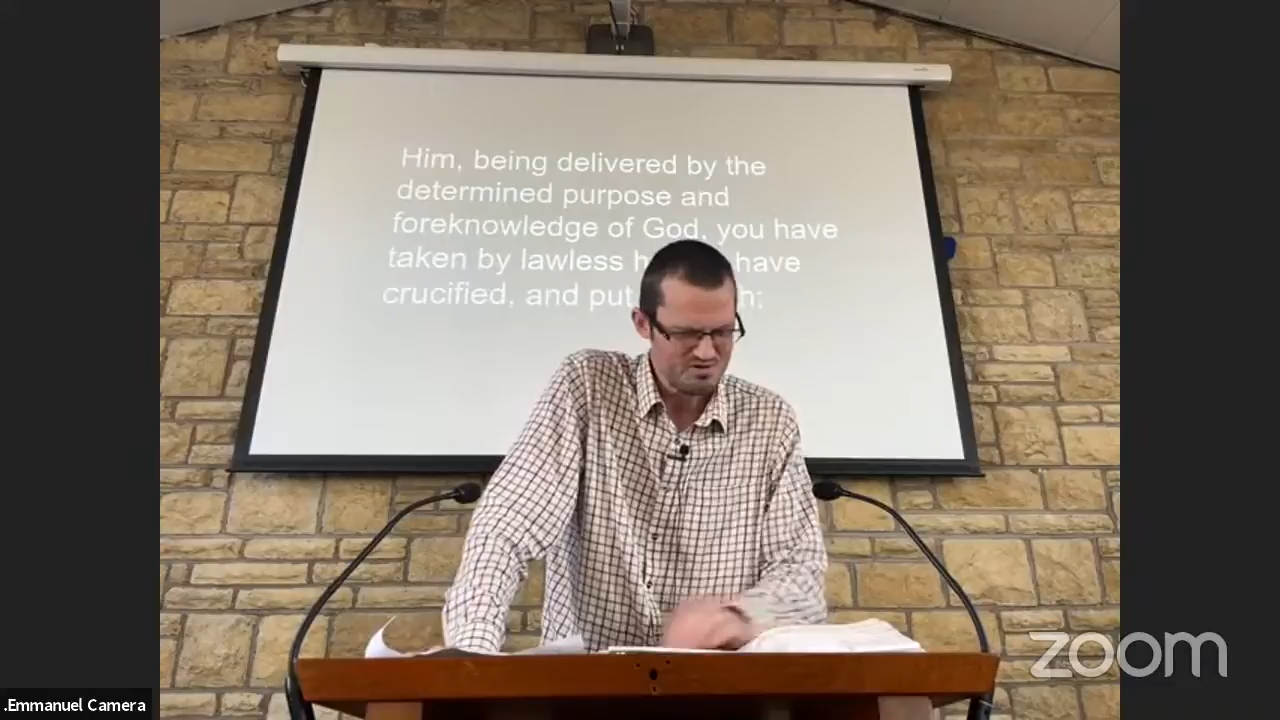 Him, being delivered by the
determined purpose and
foreknowledge of God, you have
taken by lawless have
crucified, and put
zoom
.Emmanuel Camera